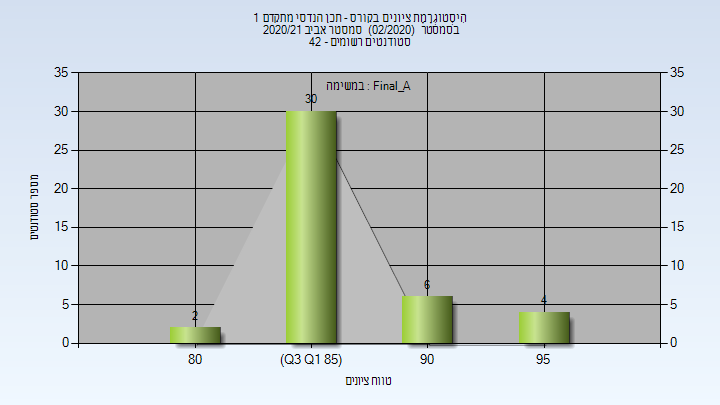 היסטוגרמת ציונים בקורס - תכן הנדסי מתקדם 1
בסמסטר (02/2020) סמסטר אביב 2020/21
סטודנטים רשומים - 42
במשימה : Final_A
מספר סטודנטים
35 35
30 30
25 25
20 20
15 15
10 10
5 5
0 0
2
30
6
4
80 (Q3 Q1 85) 90 95
טווח ציונים